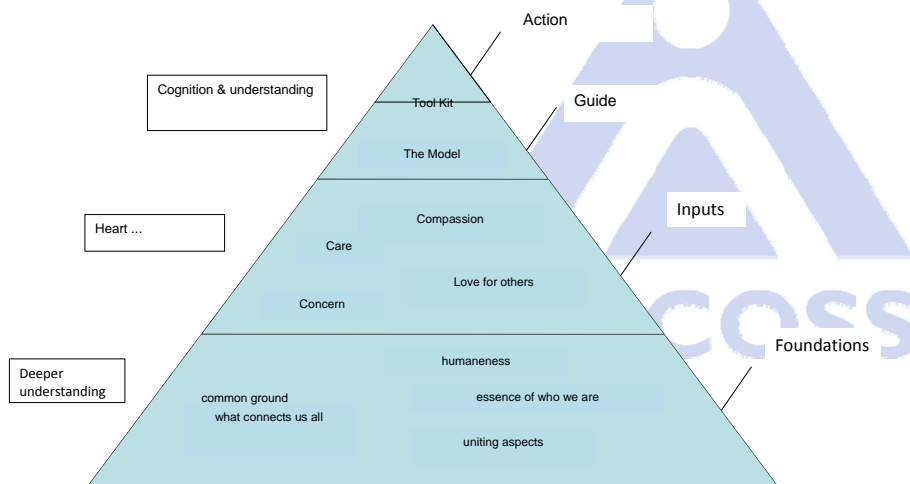 Action
Cognition & understanding
Tool Kit
Guide
The Model
Inputs
Compassion
Heart ...
Care
Love for others
Concern
COSS
Foundations
humaneness
Deeper
understanding
common ground
essence of who we are
what connects us all
uniting aspects